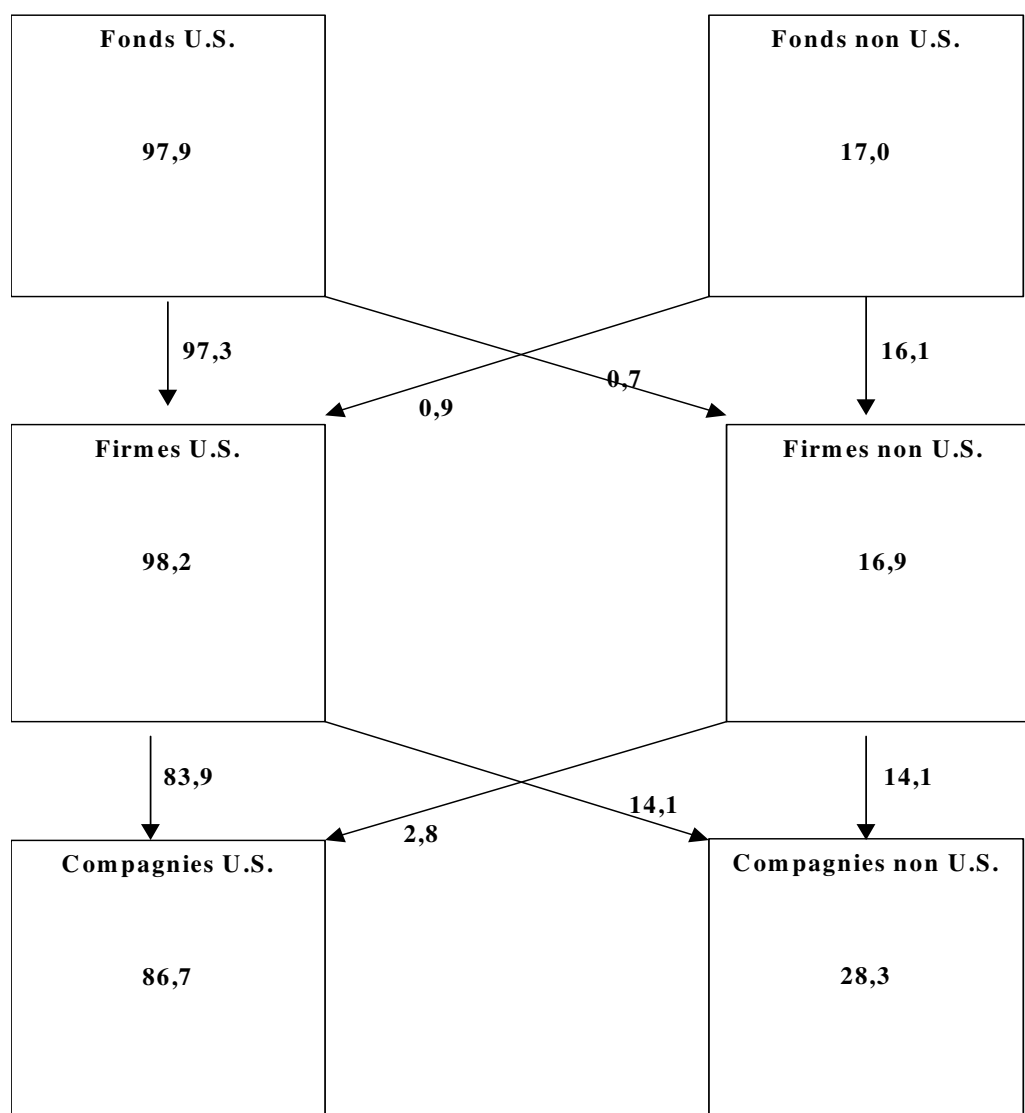 Fonds U.S.
Fonds non U.S.
97,9
17,0
97,3
16,1
0,7
0,9
Firmes U.S.
Firmes non U.S.
98,2
16,9
83,9
14,1
14,1
2,8
Compagnies U.S.
Compagnies non U.S.
86,7
28,3